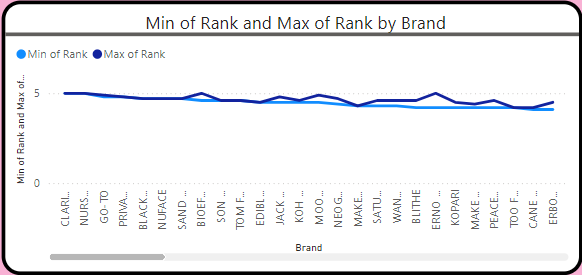 Min of Rank and Max of Rank by Brand
Min of Rank Max of Rank
Min of Rank and Max of...
5
0
CLARI...
NURS...
GO- TO
PRIVA...
BLACK...
NUFACE
SAND ...
BIOEF...
SON ...
TOM F...
EDIBL...
JACK ...
KOH ...
MOO ...
NEOG...
MAKE...
SATU...
WAN...
BLITHE
ERNO ...
KOPARI
MAKE ...
PEACE...
TOO F...
CANE ...
ERBO...
Brand